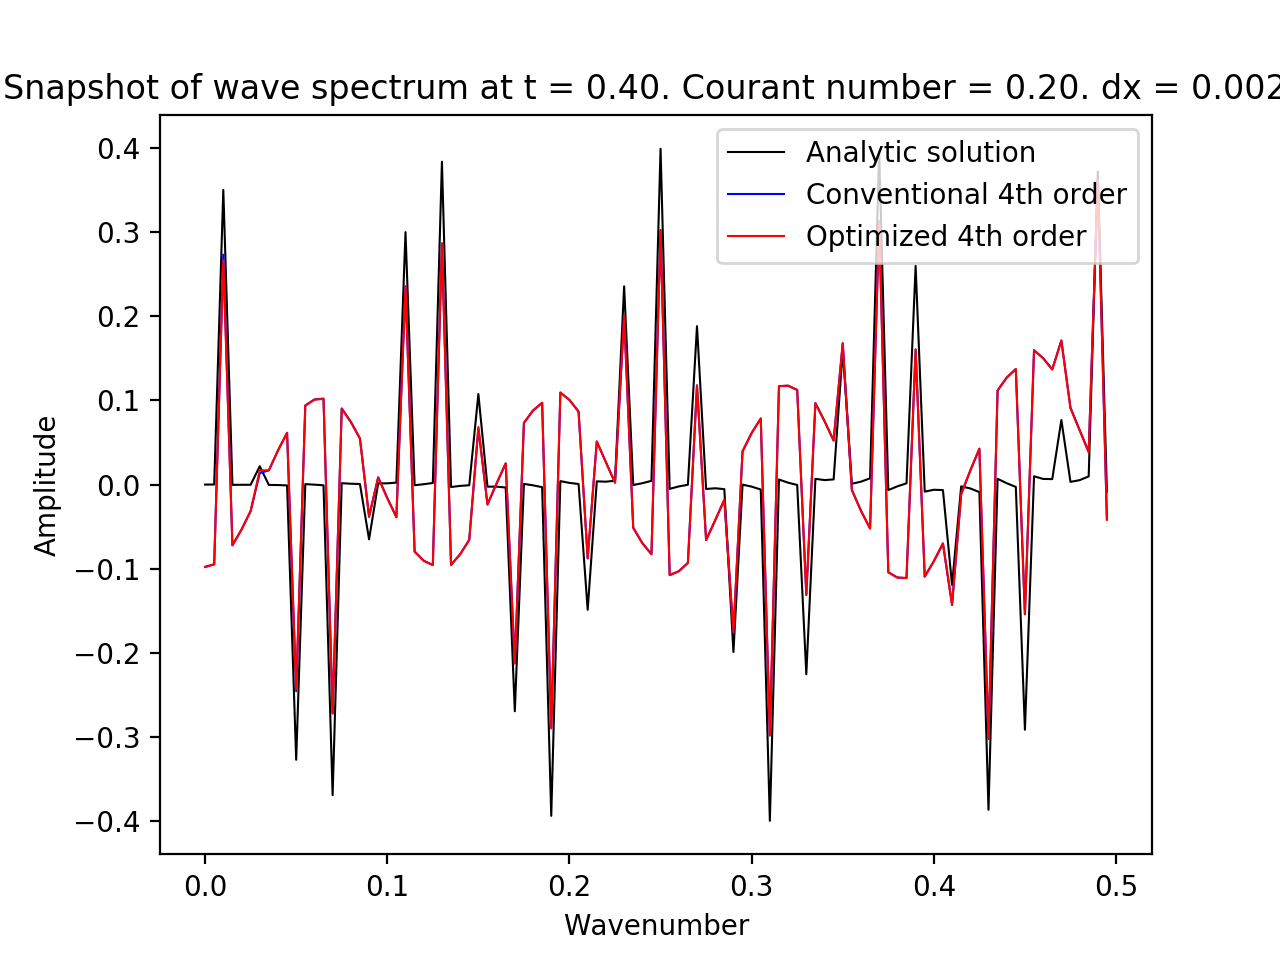 Snapshot of wave spectrum at t = 0.40. Courant number = 0.20. dx = 0.002
Analytic solution
Conventional 4th order
Optimized 4th order
Amplitude
0.4
0.3
0.2
0.1
0.0
−0.1
−0.2
−0.3
−0.4
0.0 0.1 0.2 0.3 0.4 0.5
Wavenumber